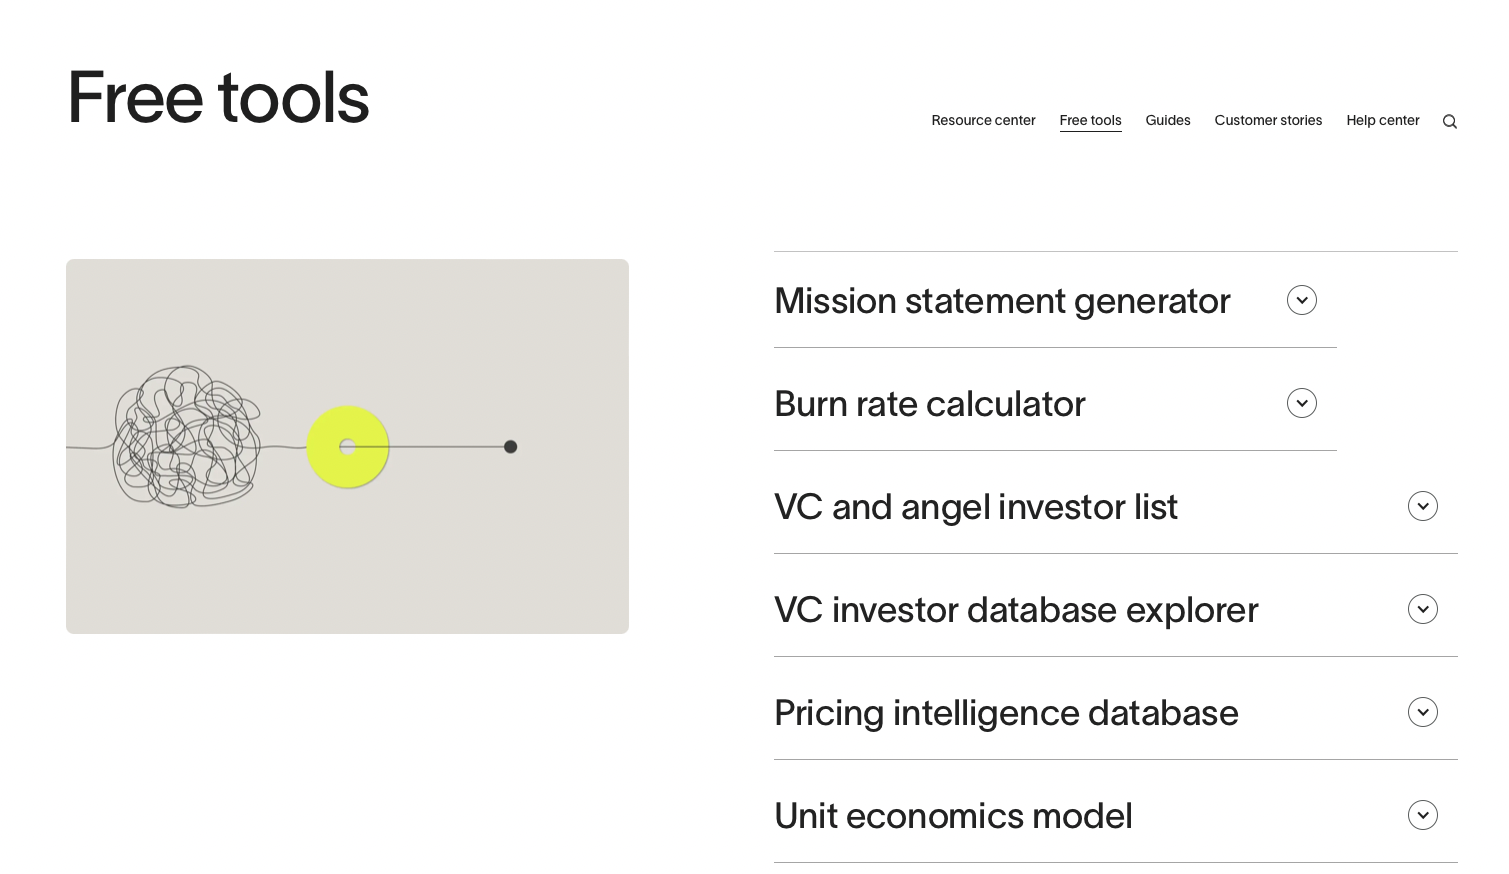 Free tools
Resource center
Free tools
Guides
Customer stories
Help center
Mission statement generator
Burn rate calculator
VC and angel investor list
VC investor database explorer
Pricing intelligence database
Unit economics model